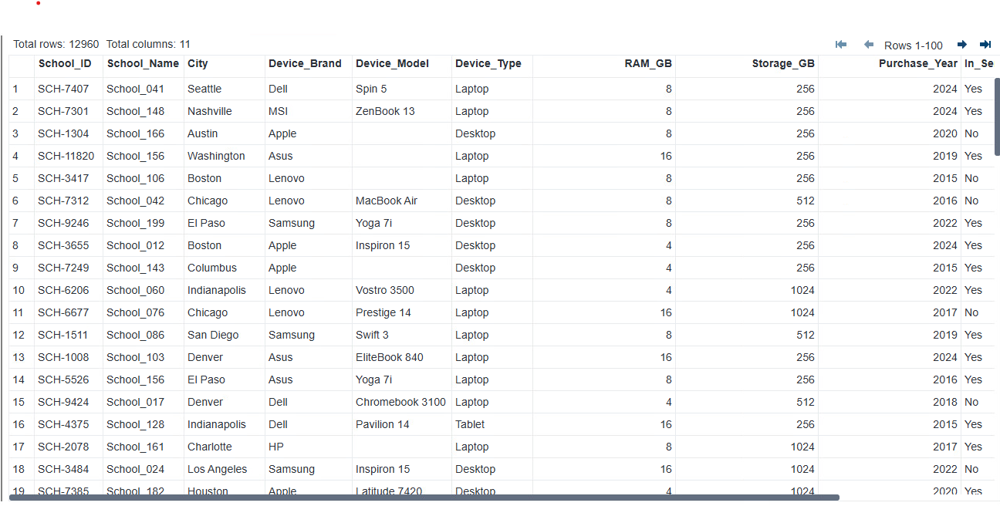 Total rows: 12960 Total columns: 11 Rows 1-100
School_ID School_Name City Device_Brand Device_Model Device_Type RAM_GB Storage_GB Purchase_Year In_Se
1 SCH-7407 School_041 Seattle Dell Spin 5 Laptop 8 256 2024 Yes
2 SCH-7301 School_148 Nashville MSI ZenBook 13 Laptop 8 256 2024 Yes
3 SCH-1304 School_166 Austin Apple Desktop 8 256 2020 No
4 SCH-11820 School_156 Washington Asus Laptop 16 256 2019 Yes
5 SCH-3417 School_106 Boston Lenovo Laptop 8 256 2015 No
6 SCH-7312 School_042 Chicago Lenovo MacBook Air Desktop 8 512 2016 No
7 SCH-9246 School_199 El Paso Samsung Yoga 7i Desktop 8 256 2022 Yes
8 SCH-3655 School_012 Boston Apple Inspiron 15 Desktop 4 256 2024 Yes
9 SCH-7249 School_143 Columbus Apple Desktop 4 256 2015 Yes
10 SCH-6206 School_060 Indianapolis Lenovo Vostro 3500 Laptop 4 1024 2022 Yes
11 SCH-6677 School_076 Chicago Lenovo Prestige 14 Laptop 16 1024 2017 No
12 SCH-1511 School_086 San Diego Samsung Swift 3 Laptop 8 512 2019 Yes
13 SCH-1008 School_103 Denver Asus EliteBook 840 Laptop 16 256 2024 Yes
14 SCH-5526 School_156 El Paso Asus Yoga 7i Laptop 8 256 2016 Yes
15 SCH-9424 School_017 Denver Dell Chromebook 3100 Laptop 4 512 2018 No
16 SCH-4375 School_128 Indianapolis Dell Pavilion 14 Tablet 16 256 2015 Yes
17 SCH-2078 School_161 Charlotte HP Laptop 8 1024 2017 Yes
18 SCH-3484 School_024 Los Angeles Samsung Inspiron 15 Desktop 16 1024 2022 No
19 SCH-7385 School_182 Houston Apple Latitude 7420 Desktop 4 1024 2020 Yes